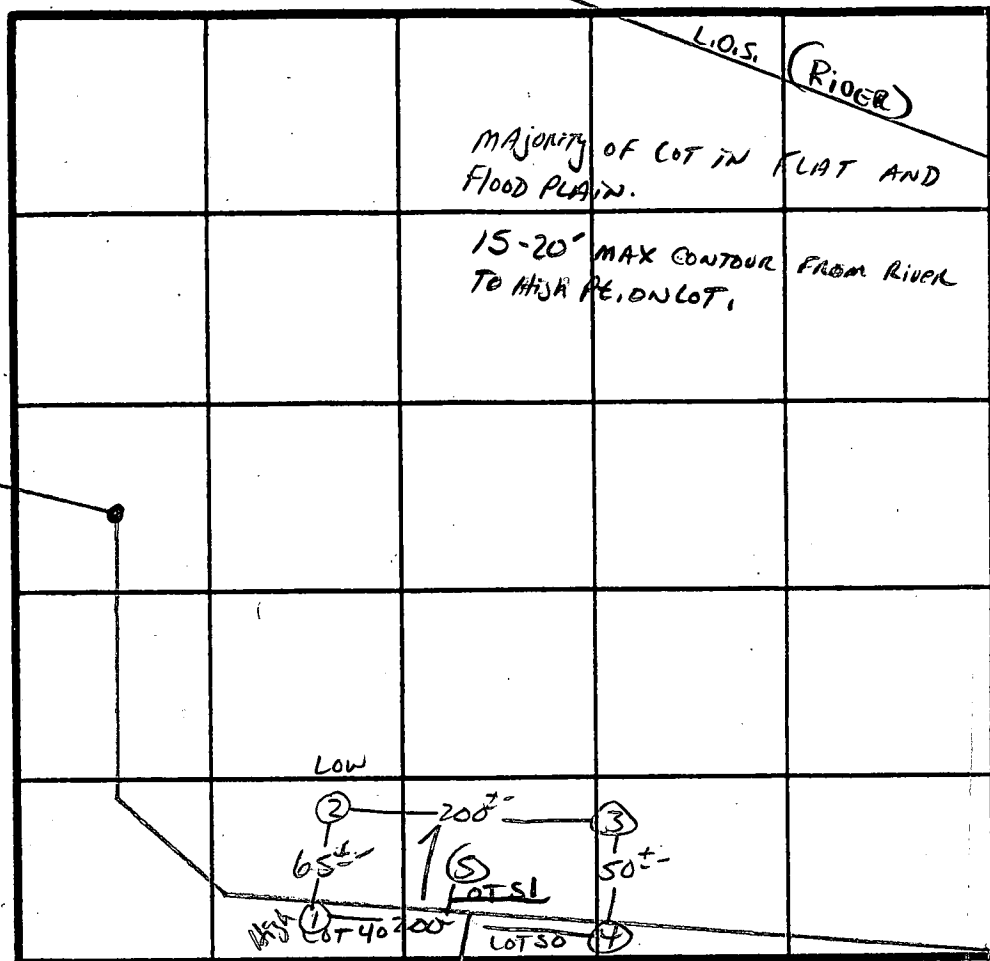 L.O.S. (RiVER)
MAjORiTy OF LOT IN FLAT AND
FlOOD PLAiN.
15-20' MAX CONTOUR FROM RiVER
TO HigH Pt. ON LOT.
LOW
2 200 +- 3
65 +- 5 50 +-
LOT 51
High 1 LOT 40 200 LOT 50 4